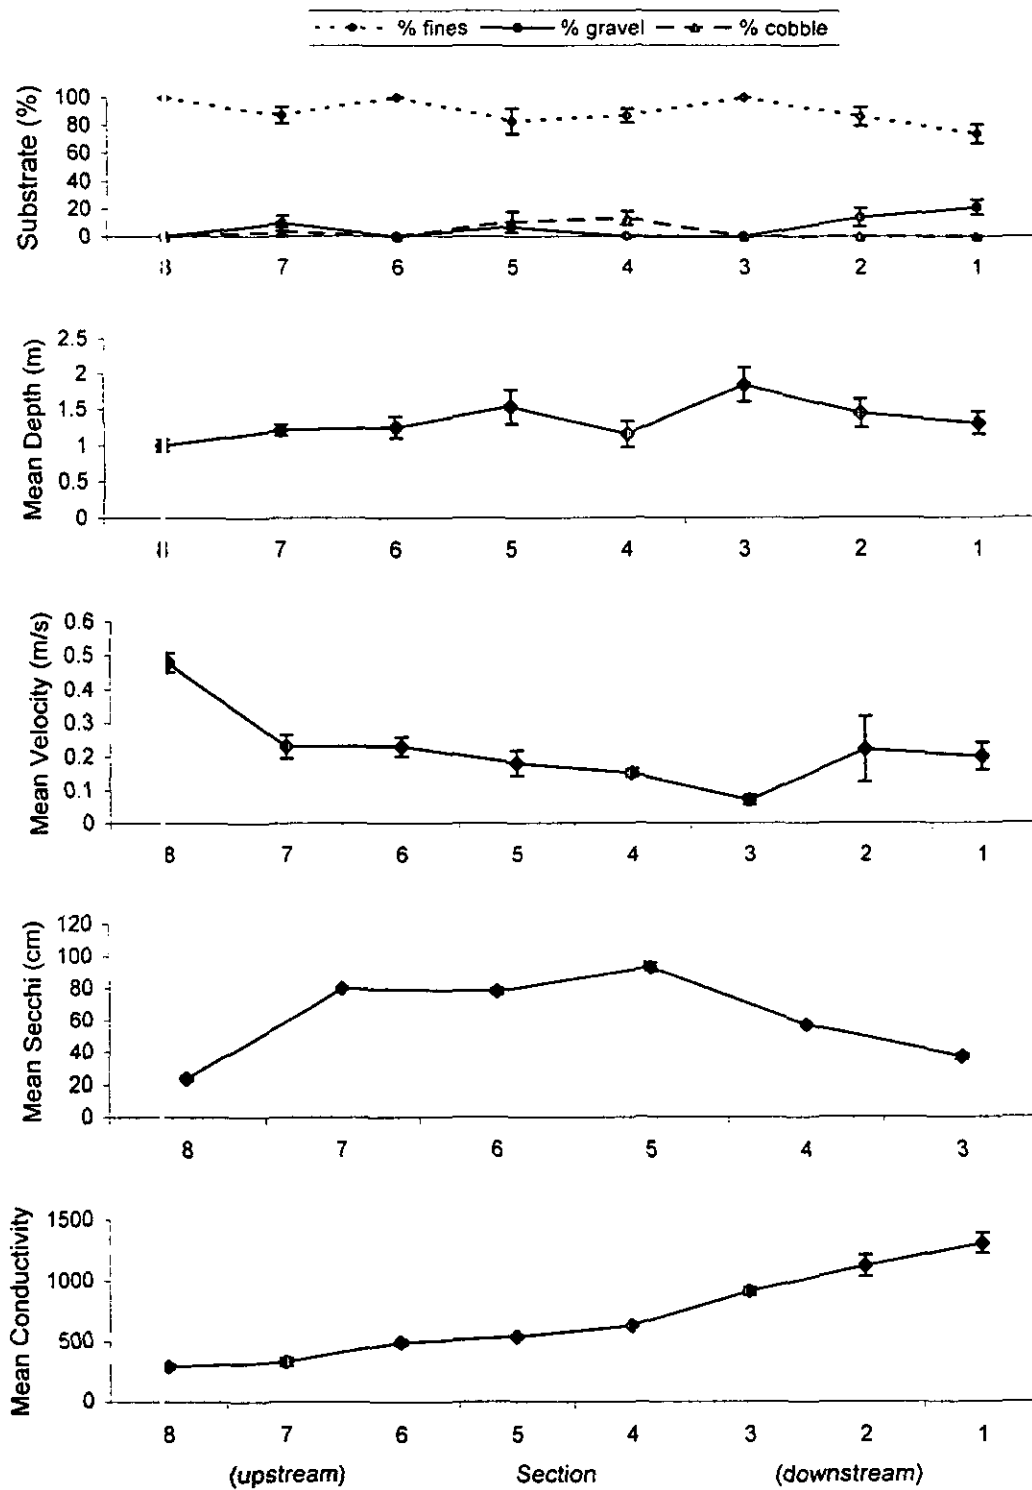 % fines % gravel % cobble
Substrate (%)
100
80
60
40
20
0
8 7 6 5 4 3 2 1
Mean Depth (m)
2.5
2
1.5
1
0.5
0
8 7 6 5 4 3 2 1
Mean Velocity (m/s)
0.6
0.5
0.4
0.3
0.2
0.1
0
8 7 6 5 4 3 2 1
Mean Secchi (cm)
120
100
80
60
40
20
0
8 7 6 5 4 3
Mean Conductivity
1500
1000
500
0
8 7 6 5 4 3 2 1
(upstream) Section (downstream)